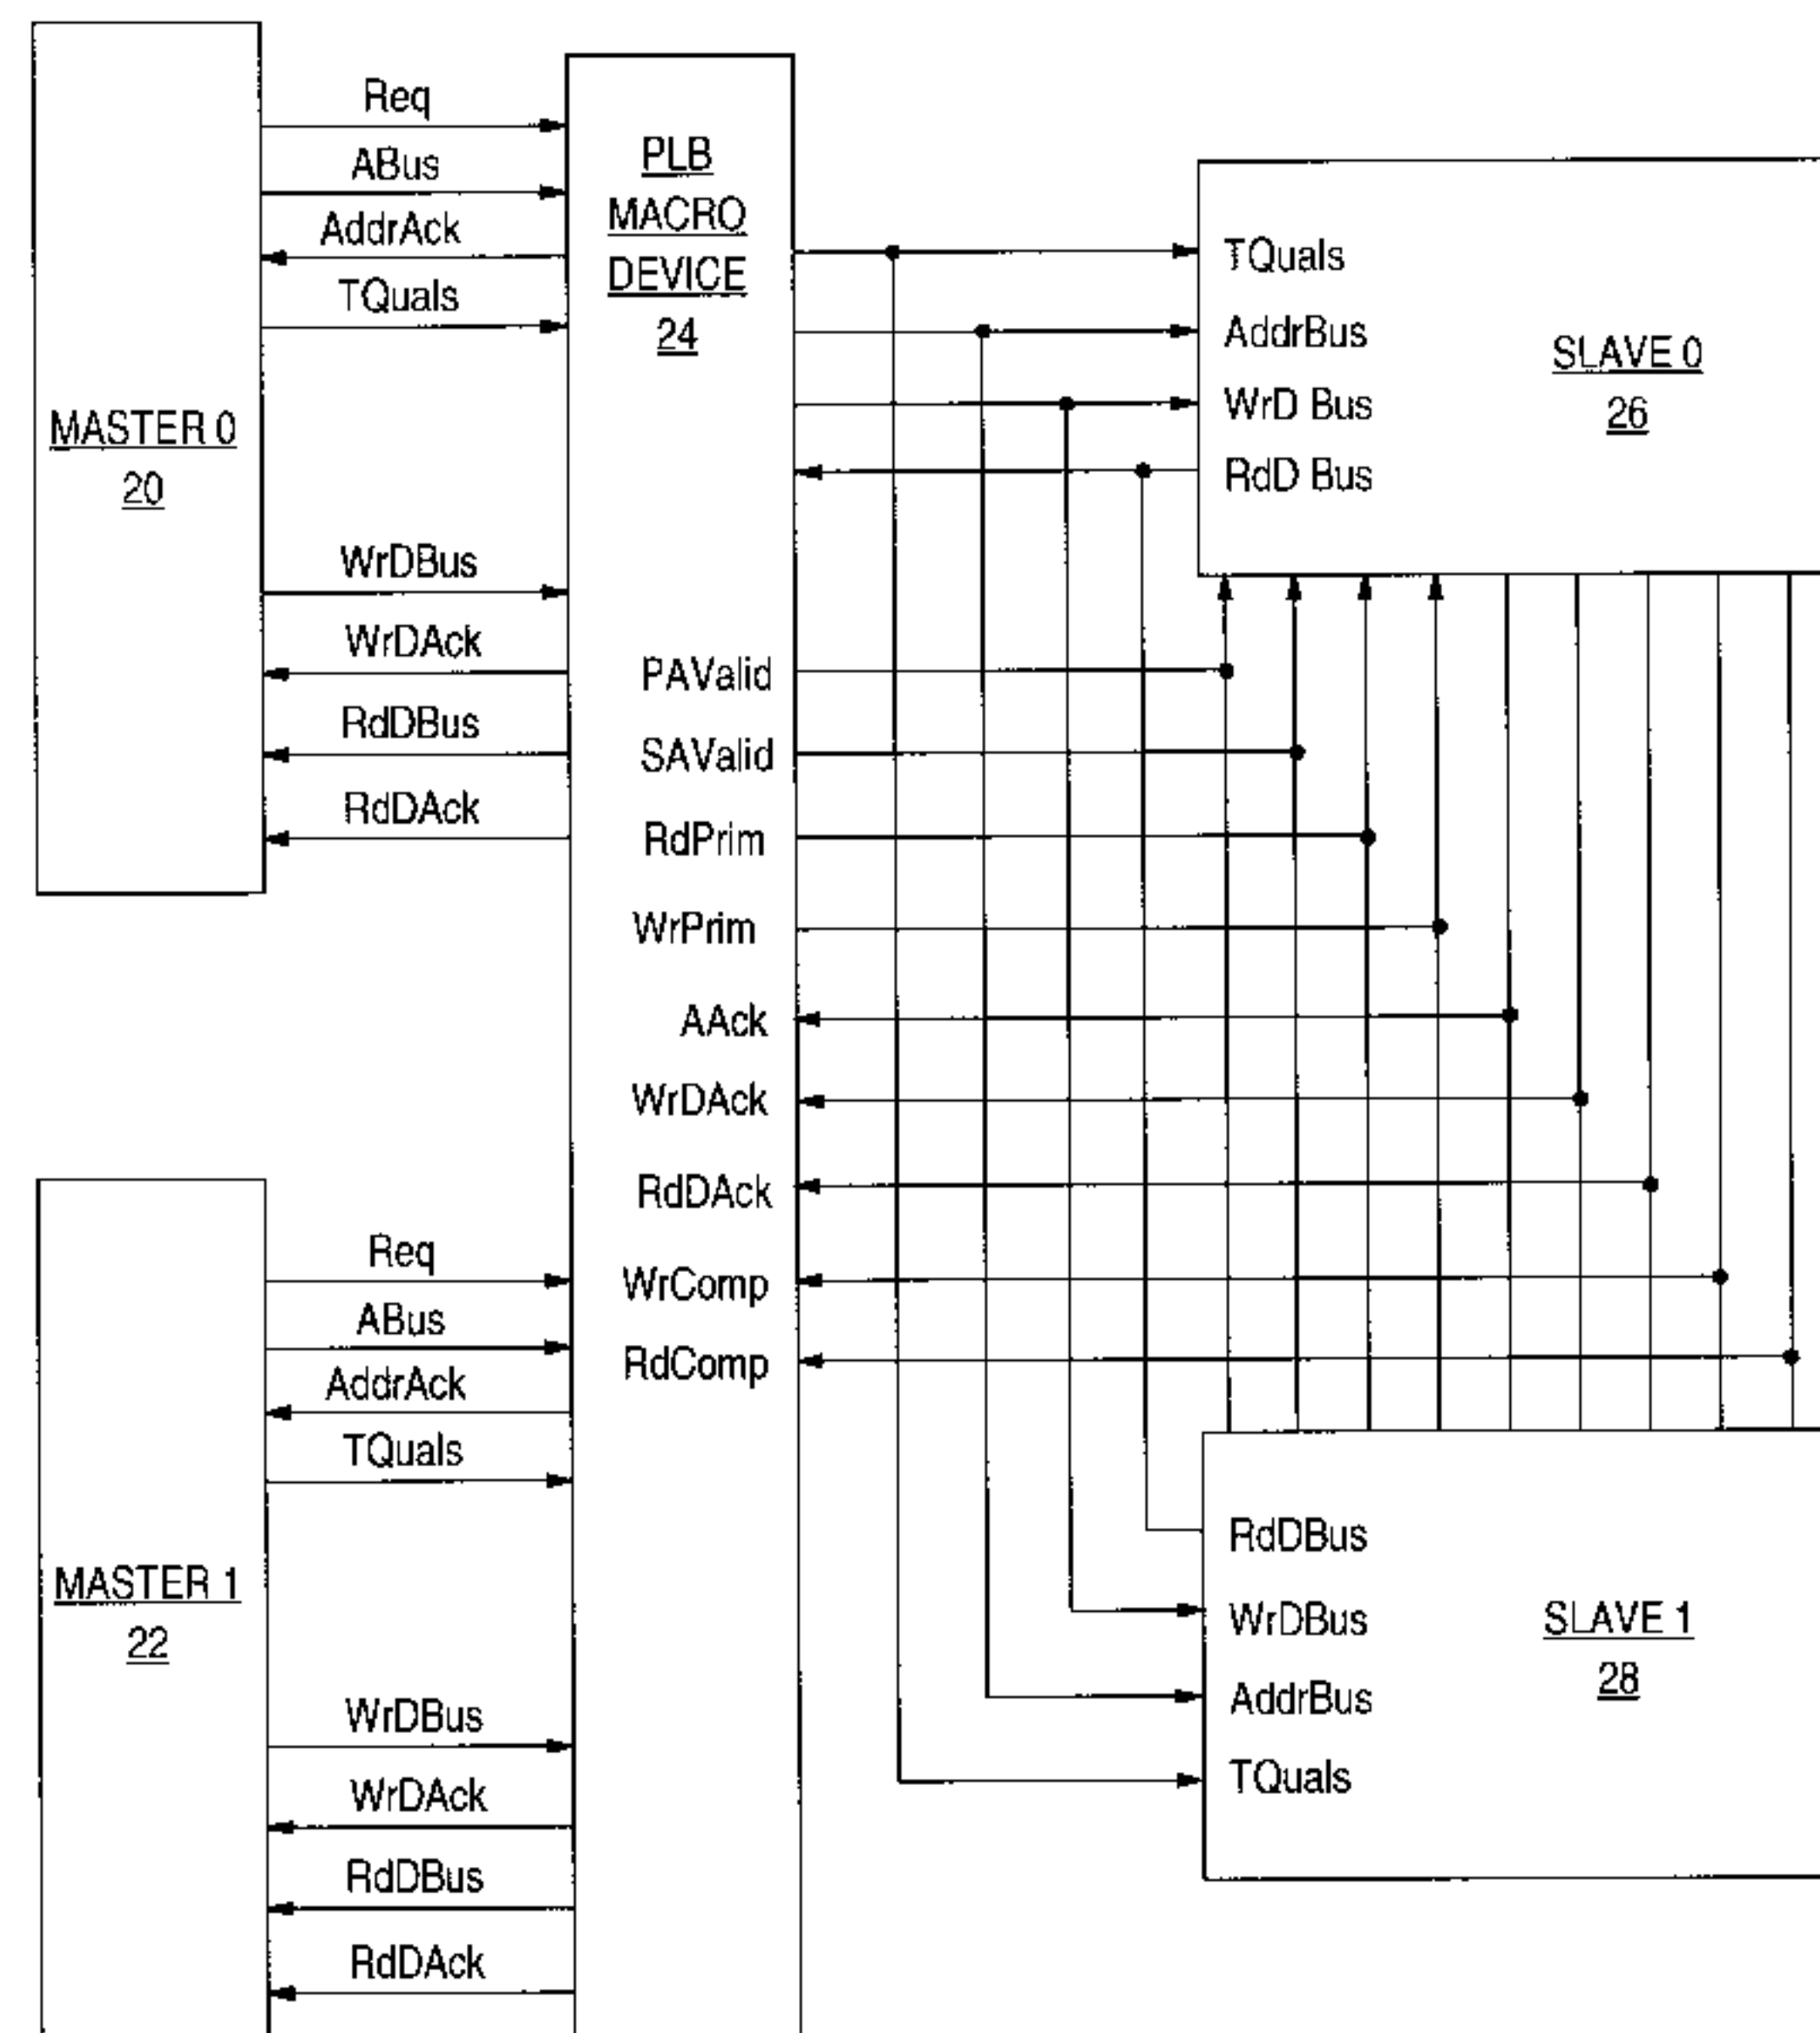 Req
ABus
AddrAck
TQuals
MASTER 0
20
WrDBus
WrDAck
RdDBus
RdDAck
PLB
MACRO
DEVICE
24
TQuals
AddrBus
WrD Bus
RdD Bus
SLAVE 0
26
PAValid
SAValid
RdPrim
WrPrim
AAck
WrDAck
RdDAck
WrComp
RdComp
Req
ABus
AddrAck
TQuals
MASTER 1
22
WrDBus
WrDAck
RdDBus
RdDAck
RdDBus
WrDBus
AddrBus
TQuals
SLAVE 1
28